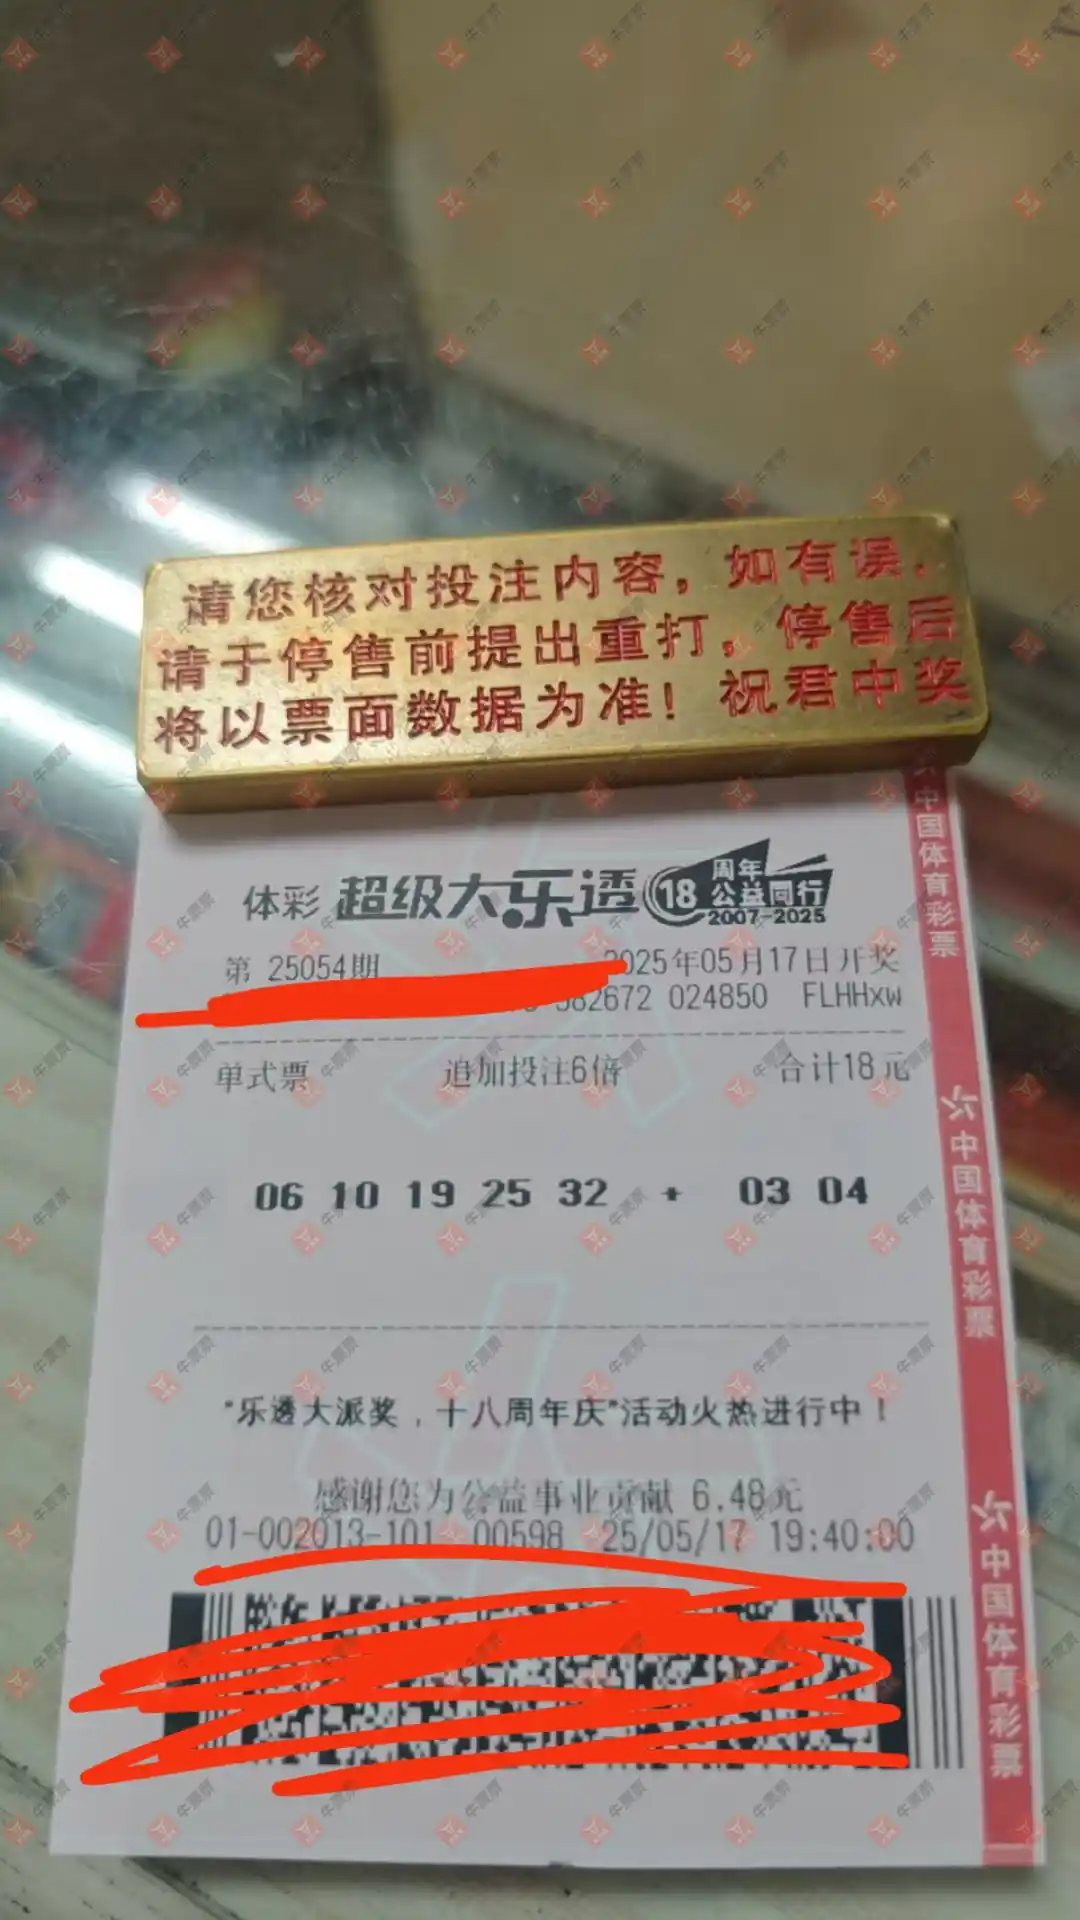 请您核对投注内容，如有误，
请于停售前提出重打，停售后
将以票面数据为准！祝君中奖
体彩 超级大乐透 18 周年 公益同行 2007-2025
第 25054期 2025年05月17日开奖
382672 024850 FLHHxw
单式票 追加投注6倍 合计18元
06 10 19 25 32 + 03 04
"乐透大派奖，十八周年庆"活动火热进行中！
感谢您为公益事业贡献 6.48元
01-002013-101 00598 25/05/17 19:40:00
中国体育彩票
中国体育彩票
中国体育彩票
牛票票